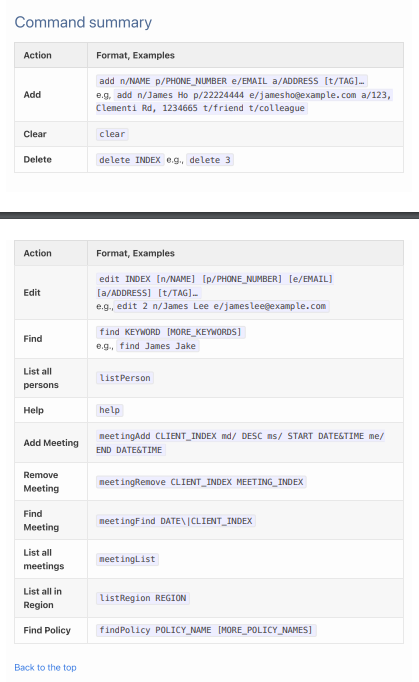 Command summary
Action Format, Examples
Add
add n/NAME p/PHONE_NUMBER e/EMAIL a/ADDRESS [t/TAG]…
e.g, add n/James Ho p/22224444 e/jamesho@example.com a/123,
Clementi Rd, 1234665 t/friend t/colleague
Clear clear
Delete delete INDEX e.g., delete 3
Action Format, Examples
Edit
edit INDEX [n/NAME] [p/PHONE_NUMBER] [e/EMAIL]
[a/ADDRESS] [t/TAG]…
e.g., edit 2 n/James Lee e/jameslee@example.com
Find
find KEYWORD [MORE_KEYWORDS]
e.g., find James Jake
List all
persons
listPerson
Help help
Add Meeting
meetingAdd CLIENT_INDEX md/ DESC ms/ START DATE&TIME me/
END DATE&TIME
Remove
Meeting
meetingRemove CLIENT_INDEX MEETING_INDEX
Find
Meeting
meetingFind DATE\|CLIENT_INDEX
List all
meetings
meetingList
List all in
Region
listRegion REGION
Find Policy findPolicy POLICY_NAME [MORE_POLICY_NAMES]
Back to the top